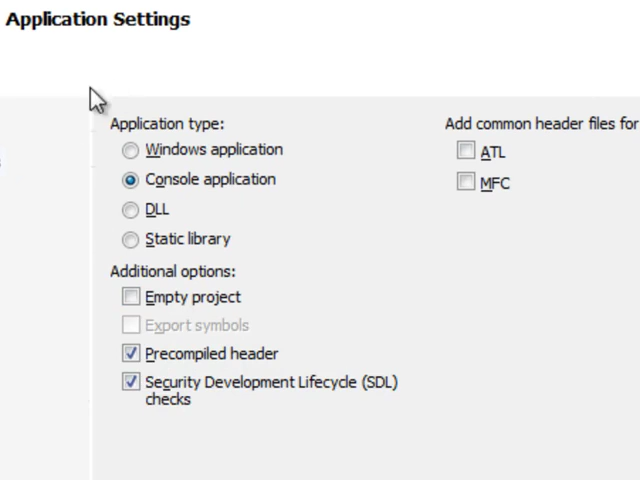 Application Settings
Application type:
Windows application
Console application
DLL
Static library
Additional options:
Empty project
Export symbols
Precompiled header
Security Development Lifecycle (SDL)
checks
Add common header files for
ATL
MFC